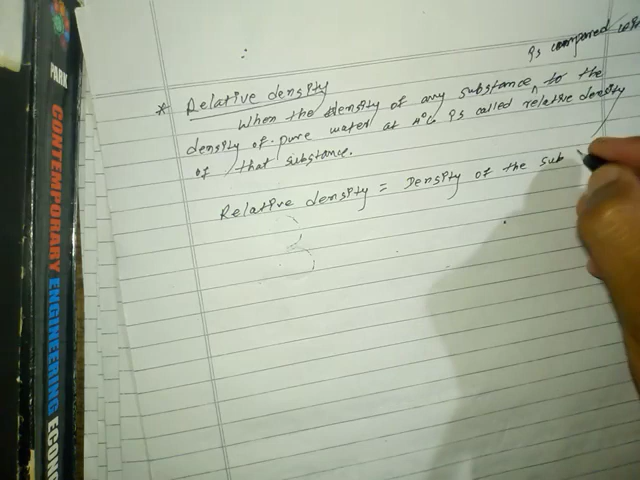 PARK
CONTEMPORARY ENGINEERING ECONO
is compared with
* Relative density
When the density of any substance ^ to the
density of pure water at 4°C is called relative density
of that substance.
Relative density = Density of the sub